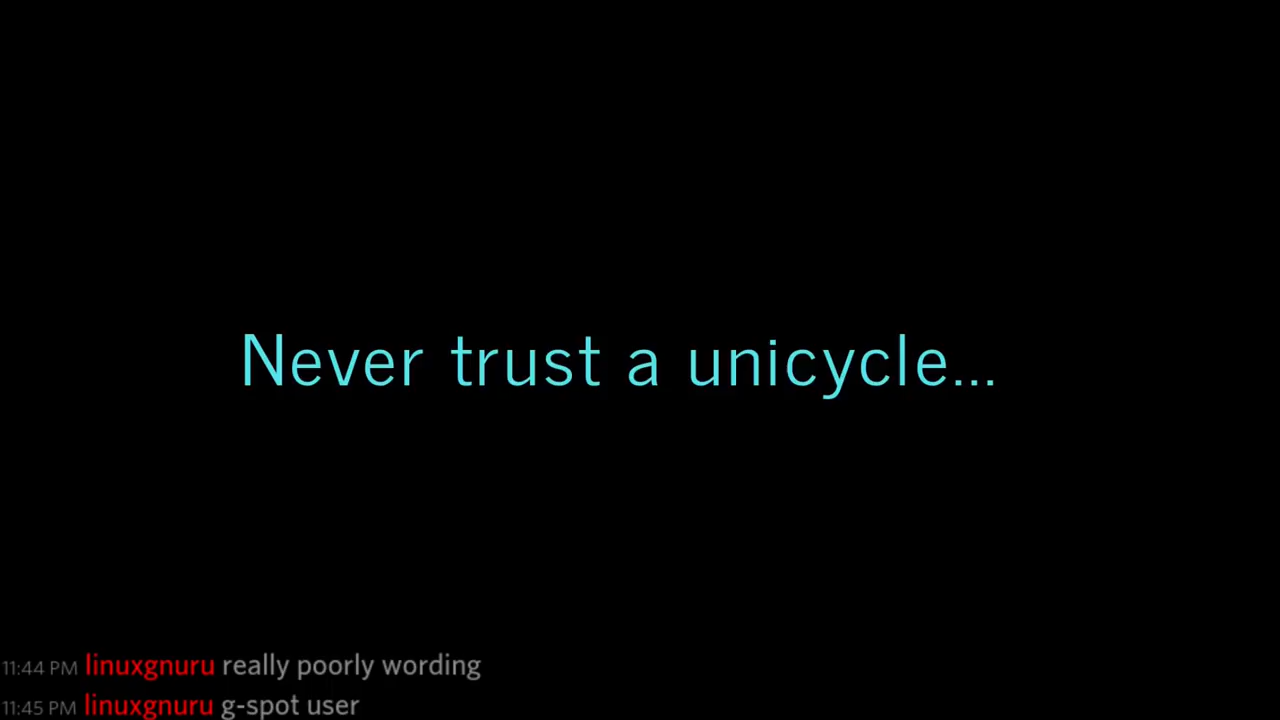 Never trust a unicycle...
11:44 PM linuxgnuru really poorly wording
11:45 PM linuxgnuru g-spot user